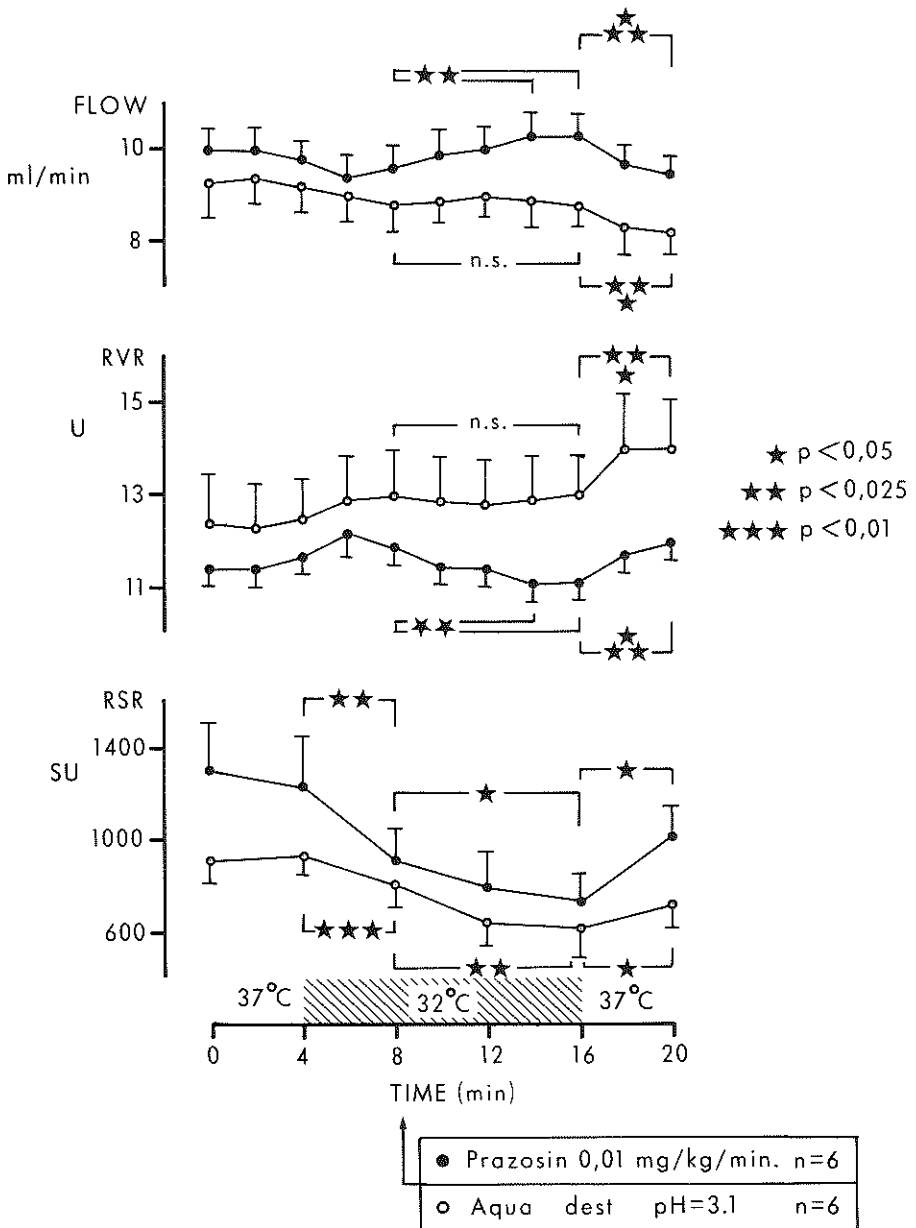 FLOW
ml/min
10
8
n.s.
RVR
U
15
13
11
n.s.
★ p<0,05
★★ p<0,025
★★★ p<0,01
RSR
SU
1400
1000
600
37°C 32°C 37°C
0 4 8 12 16 20
TIME (min)
● Prazosin 0,01 mg/kg/min. n=6
○ Aqua dest pH=3.1 n=6